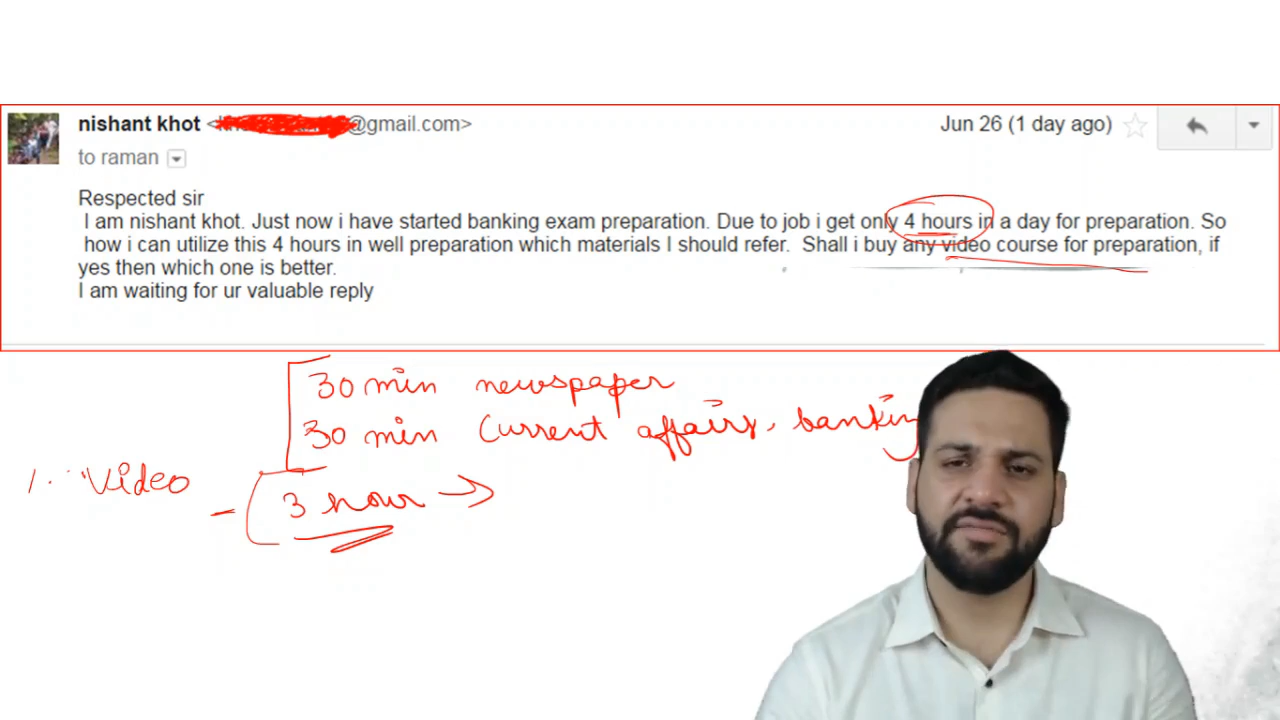 nishant khot < @gmail.com>
Jun 26 (1 day ago)
to raman
Respected sir
I am nishant khot. Just now i have started banking exam preparation. Due to job i get only 4 hours in a day for preparation. So
how i can utilize this 4 hours in well preparation which materials I should refer. Shall i buy any video course for preparation, if
yes then which one is better.
I am waiting for ur valuable reply
30 min newspaper
30 min Current affairs, banking
1. Video
- 3 hour →